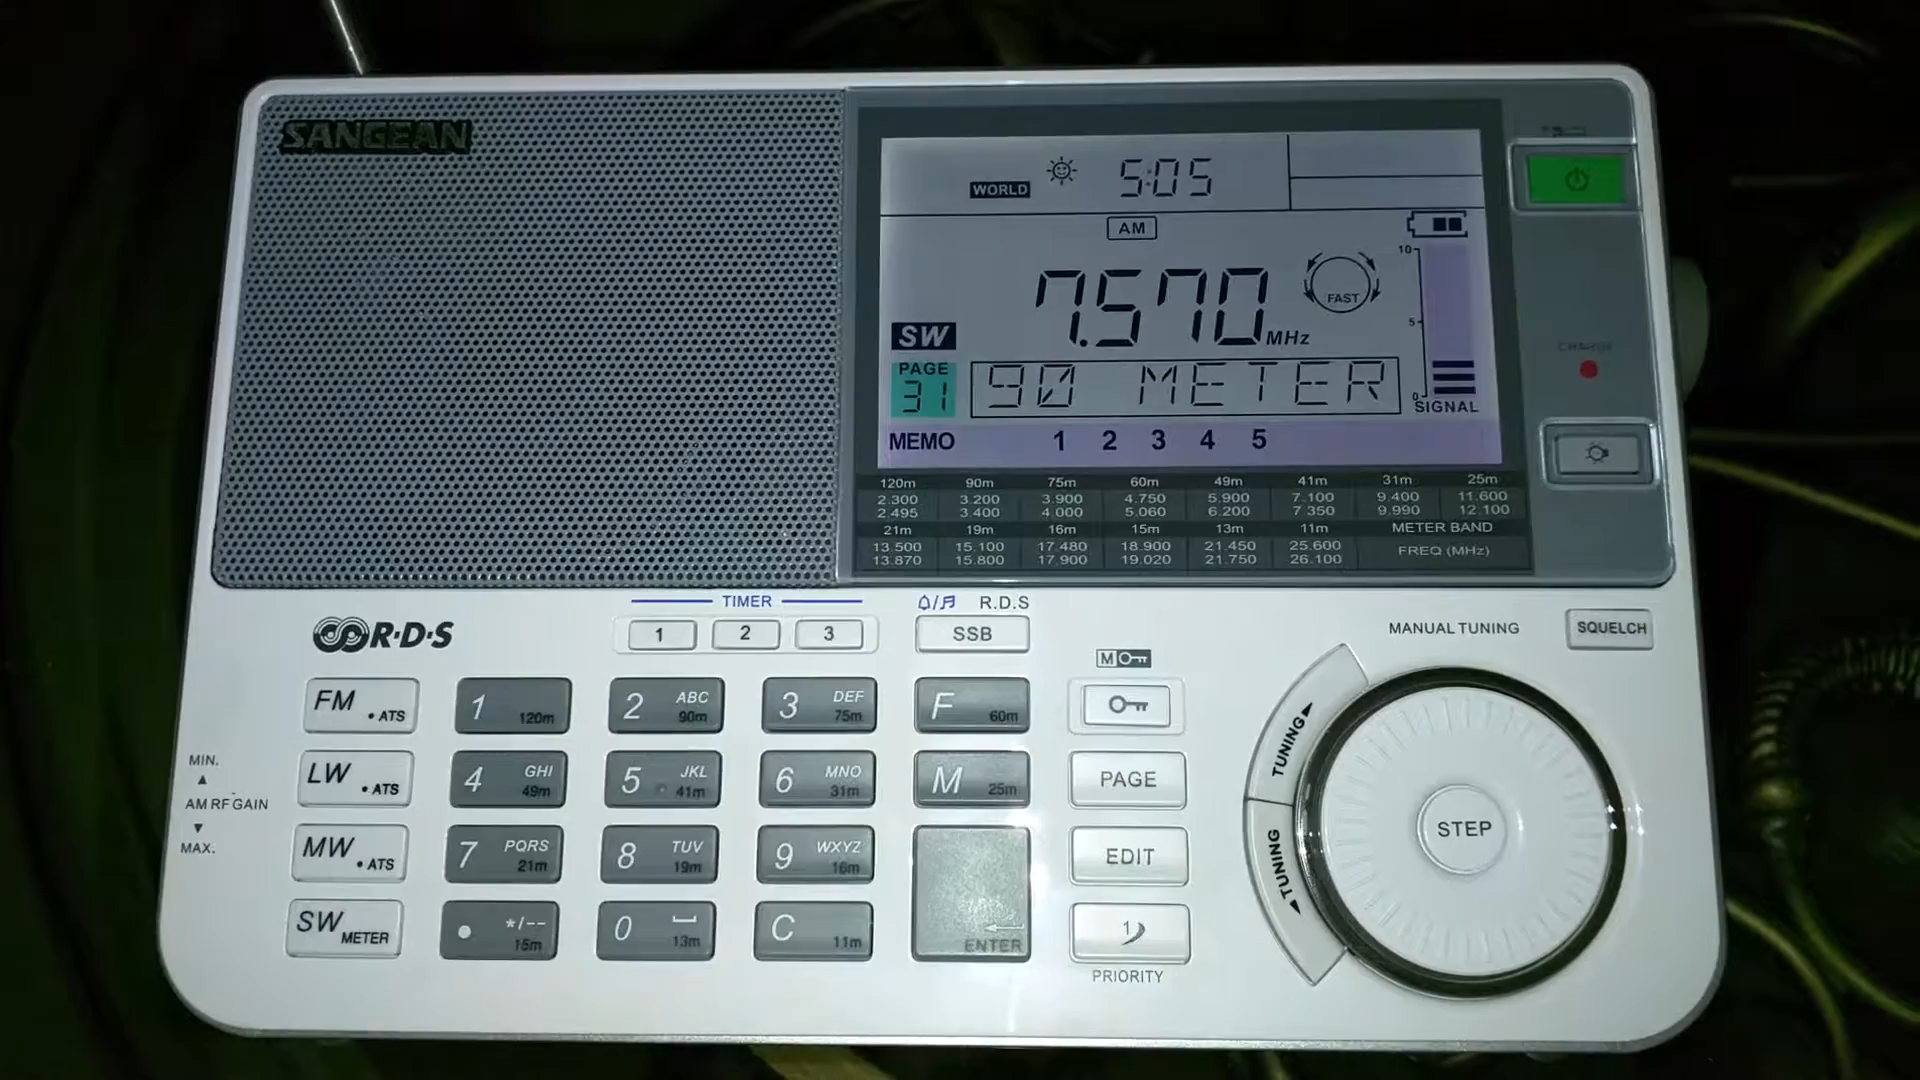 SANGEAN
WORLD 5:05
AM
7.570 MHz
FAST
10
5
0
SIGNAL
SW
PAGE
31
90 METER
MEMO 1 2 3 4 5
120m 90m 75m 60m 49m 41m 31m 25m
2.300 3.200 3.900 4.750 5.900 7.100 9.400 11.600
2.495 3.400 4.000 5.060 6.200 7.350 9.990 12.100
21m 19m 16m 15m 13m 11m METER BAND
13.500 15.100 17.480 18.900 21.450 25.600 FREQ (MHz)
13.870 15.800 17.900 19.020 21.750 26.100
R·D·S
TIMER
1 2 3
R.D.S
SSB
MANUAL TUNING
SQUELCH
M
FM • ATS
1 120m
2 ABC 90m
3 DEF 75m
F 60m
LW • ATS
4 GHI 49m
5 JKL 41m
6 MNO 31m
M 25m
PAGE
MW • ATS
7 PQRS 21m
8 TUV 19m
9 WXYZ 16m
ENTER
EDIT
SW METER
• */-- 15m
0 13m
C 11m
1
PRIORITY
MIN.
AM RF GAIN
MAX.
TUNING
TUNING
STEP